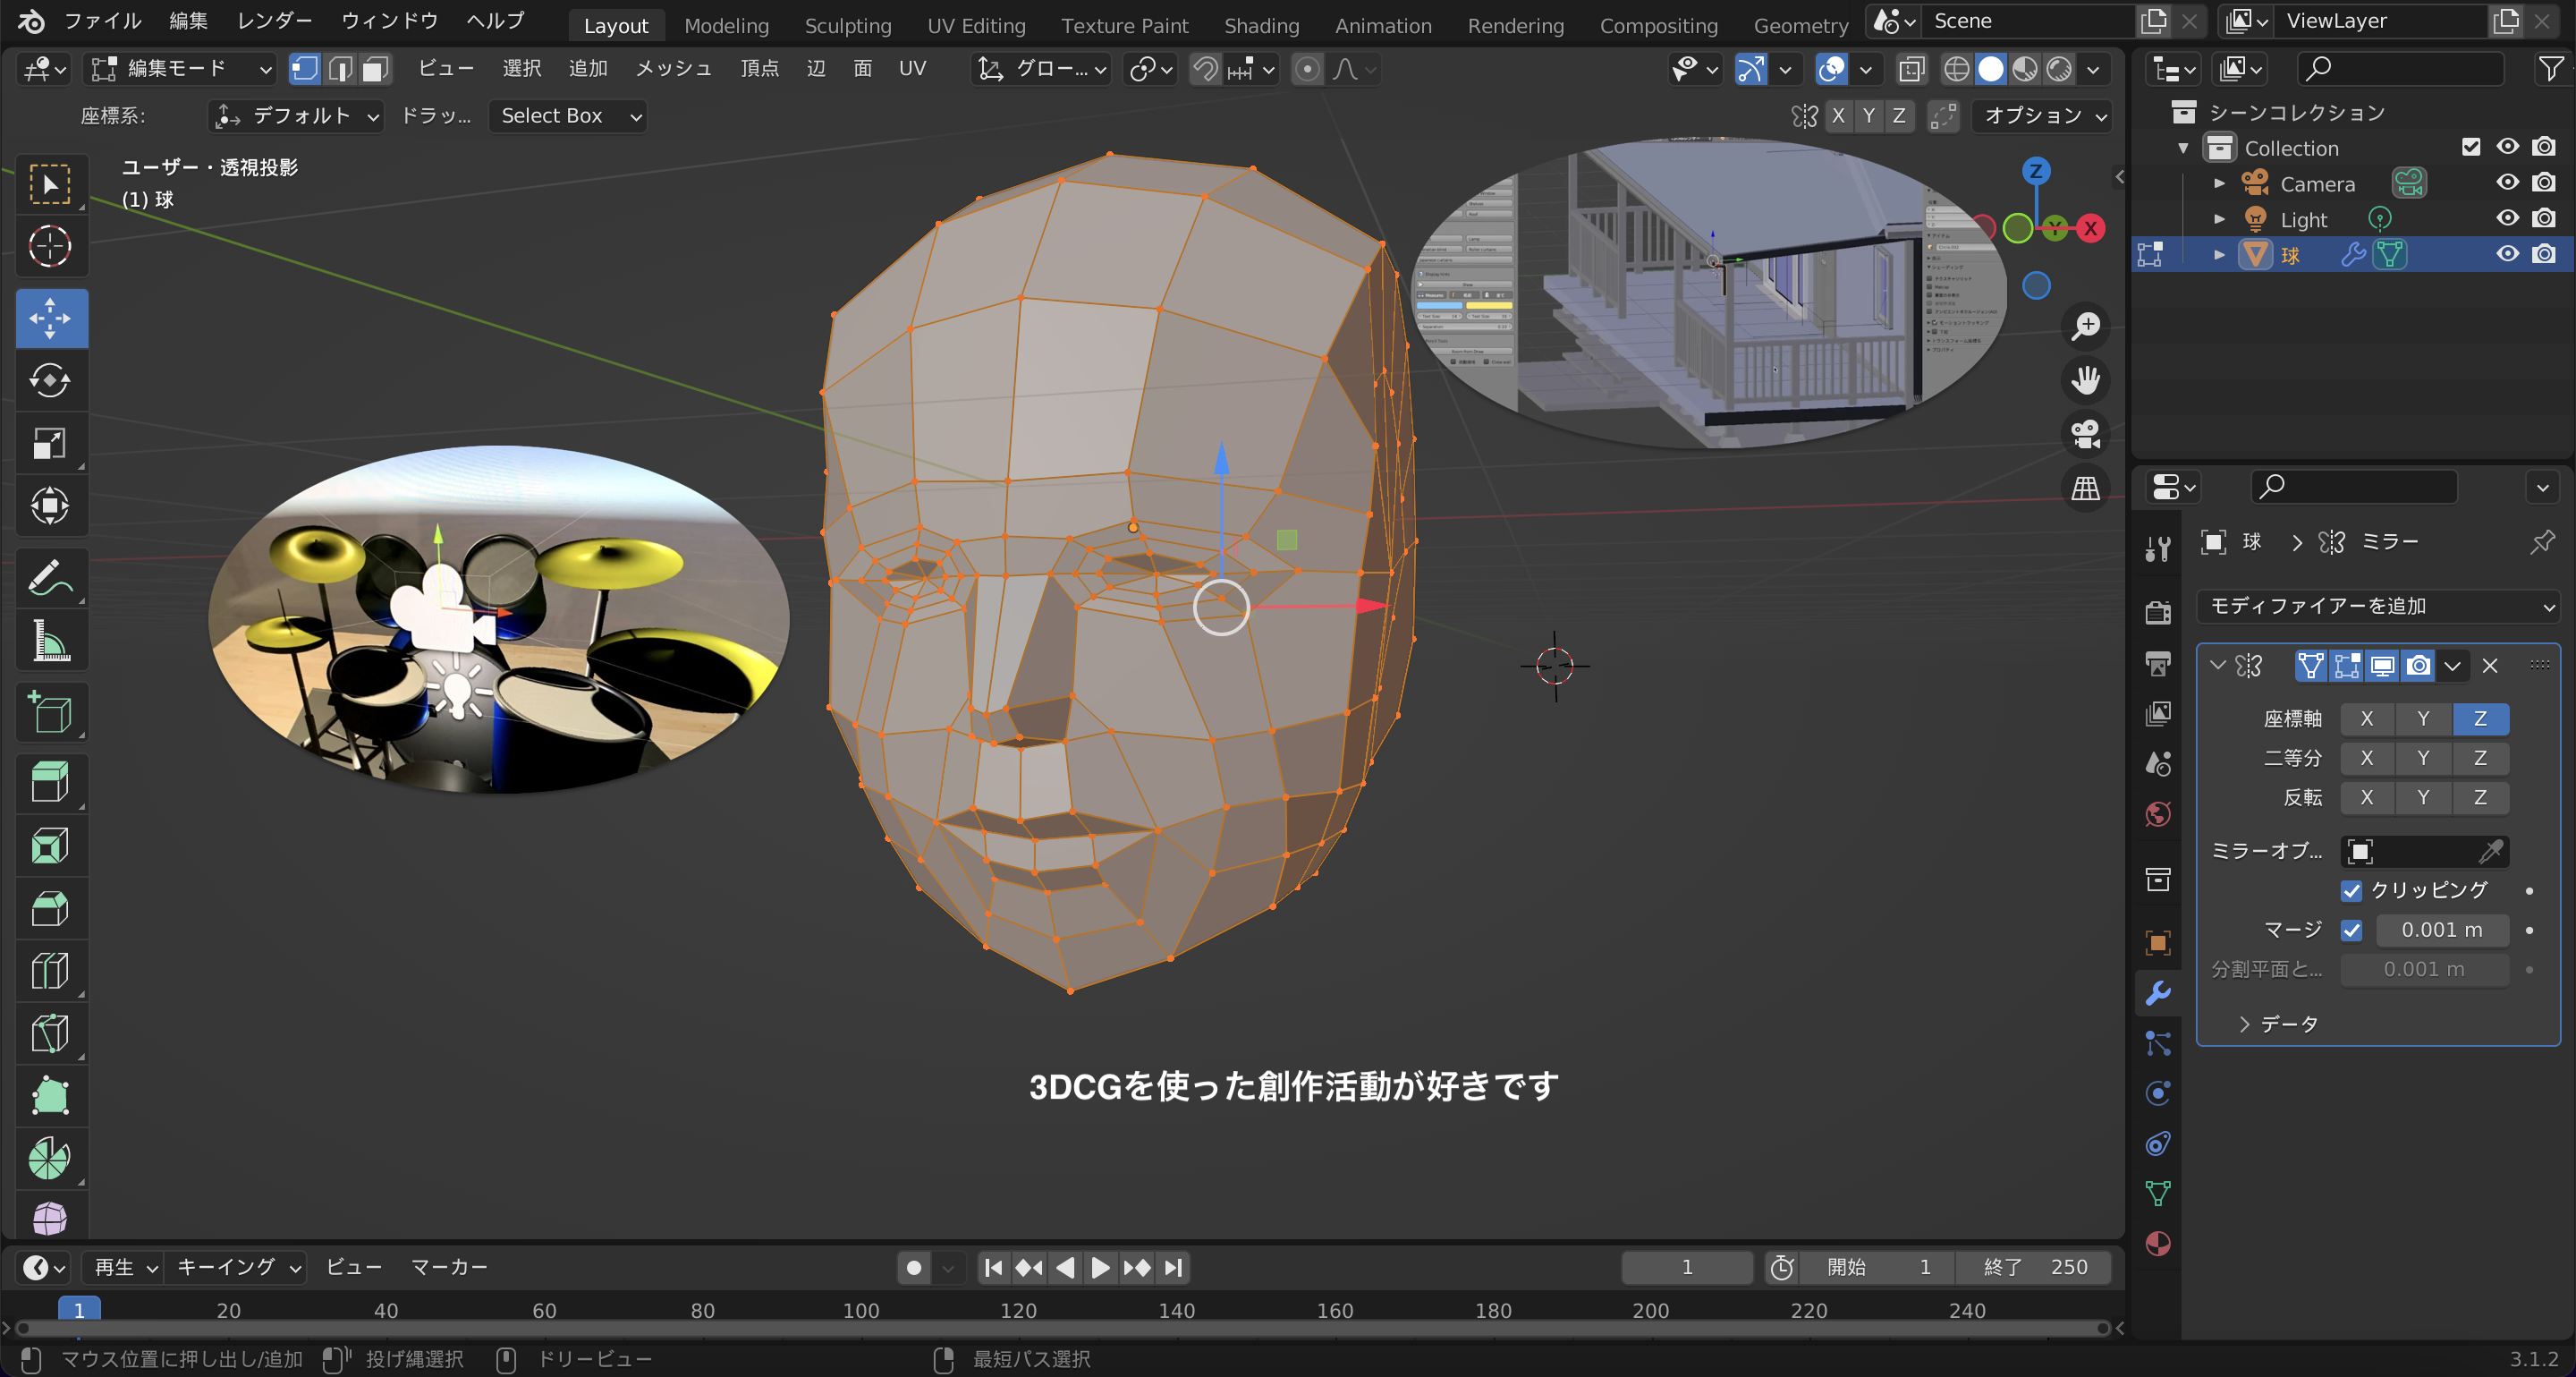 ファイル 編集 レンダー ウィンドウ ヘルプ Layout Modeling Sculpting UV Editing Texture Paint Shading Animation Rendering Compositing Geometry Scene ViewLayer
編集モード ビュー 選択 追加 メッシュ 頂点 辺 面 UV グロー...
座標系: デフォルト ドラッ... Select Box X Y Z オプション
ユーザー・透視投影
(1) 球
Z
Y X
シーンコレクション
Collection
Camera
Light
球
球 ミラー
モディファイアーを追加
座標軸 X Y Z
二等分 X Y Z
反転 X Y Z
ミラーオブ...
クリッピング
マージ 0.001 m
分割平面と... 0.001 m
データ
3DCGを使った創作活動が好きです
再生 キーイング ビュー マーカー 1 開始 1 終了 250
1 20 40 60 80 100 120 140 160 180 200 220 240
マウス位置に押し出し/追加 投げ縄選択 ドリービュー 最短パス選択 3.1.2